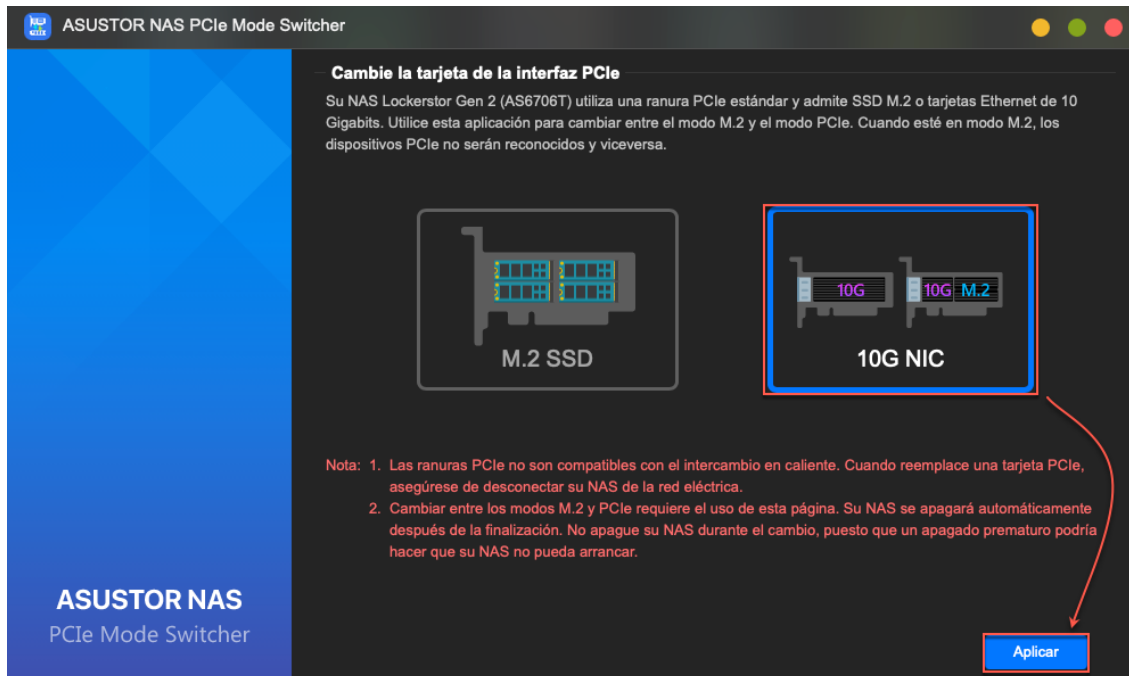 ASUSTOR NAS PCIe Mode Switcher
Cambie la tarjeta de la interfaz PCIe
Su NAS Lockerstor Gen 2 (AS6706T) utiliza una ranura PCIe estándar y admite SSD M.2 o tarjetas Ethernet de 10
Gigabits. Utilice esta aplicación para cambiar entre el modo M.2 y el modo PCIe. Cuando esté en modo M.2, los
dispositivos PCIe no serán reconocidos y viceversa.
10G
10G M.2
M.2 SSD
10G NIC
Nota: 1. Las ranuras PCIe no son compatibles con el intercambio en caliente. Cuando reemplace una tarjeta PCIe,
asegúrese de desconectar su NAS de la red eléctrica.
2. Cambiar entre los modos M.2 y PCIe requiere el uso de esta página. Su NAS se apagará automáticamente
después de la finalización. No apague su NAS durante el cambio, puesto que un apagado prematuro podría
hacer que su NAS no pueda arrancar.
ASUSTOR NAS
PCIe Mode Switcher
Aplicar